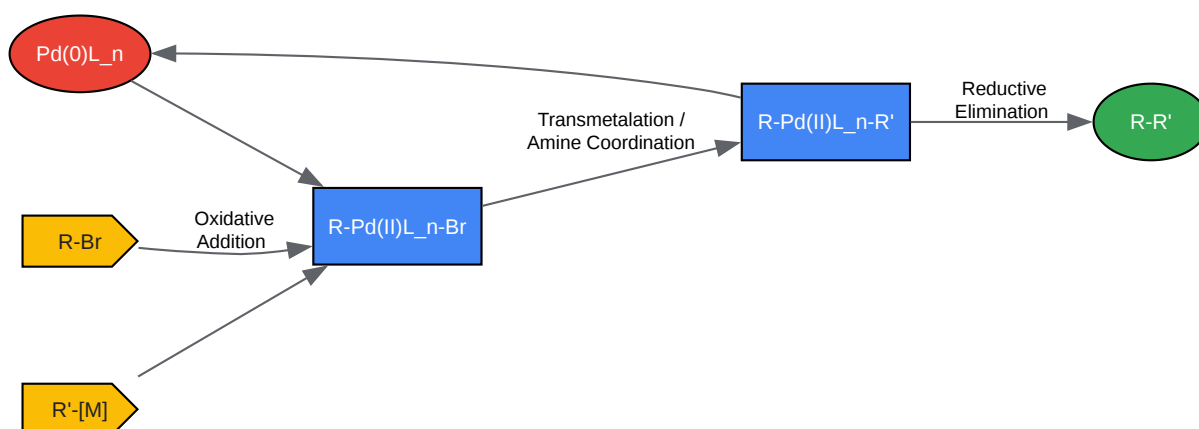 Pd(0)L_n
R-Pd(II)L_n-R'
Reductive
Elimination
R-R'
Transmetalation /
Amine Coordination
R-Br
Oxidative
Addition
R-Pd(II)L_n-Br
R'-[M]